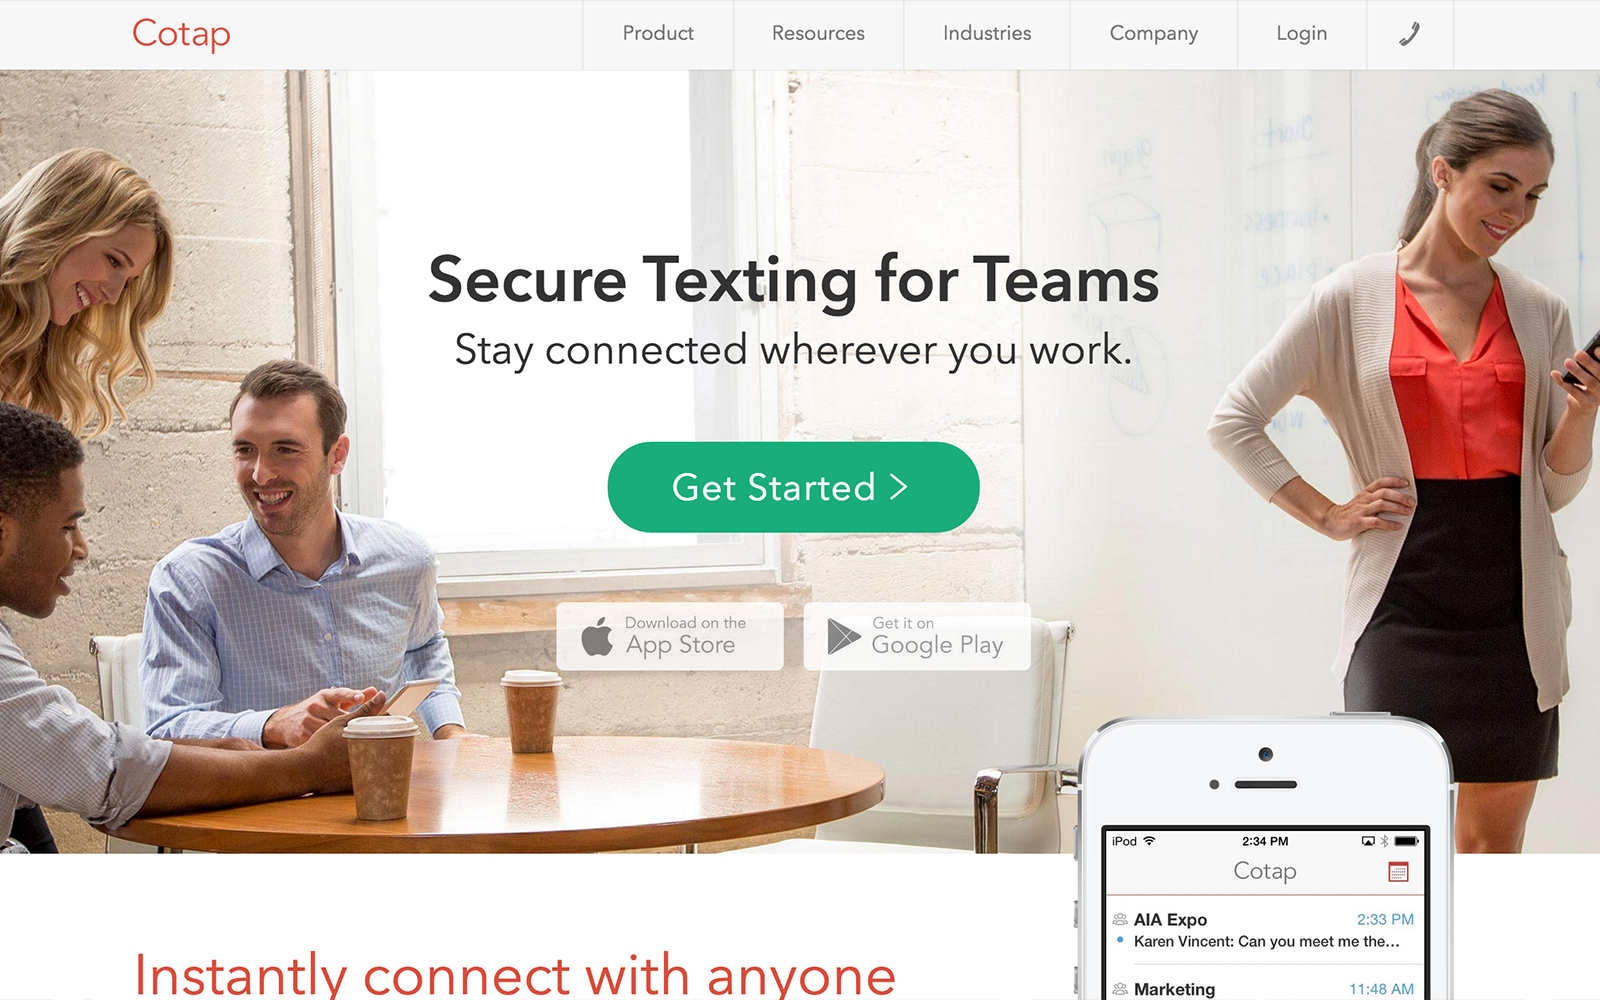 Cotap
Product
Resources
Industries
Company
Login
Secure Texting for Teams
Stay connected wherever you work.
Get Started >
Download on the
App Store
Get it on
Google Play
iPod
2:34 PM
Cotap
AIA Expo
2:33 PM
Karen Vincent: Can you meet me the...
Marketing
11:48 AM
Instantly connect with anyone